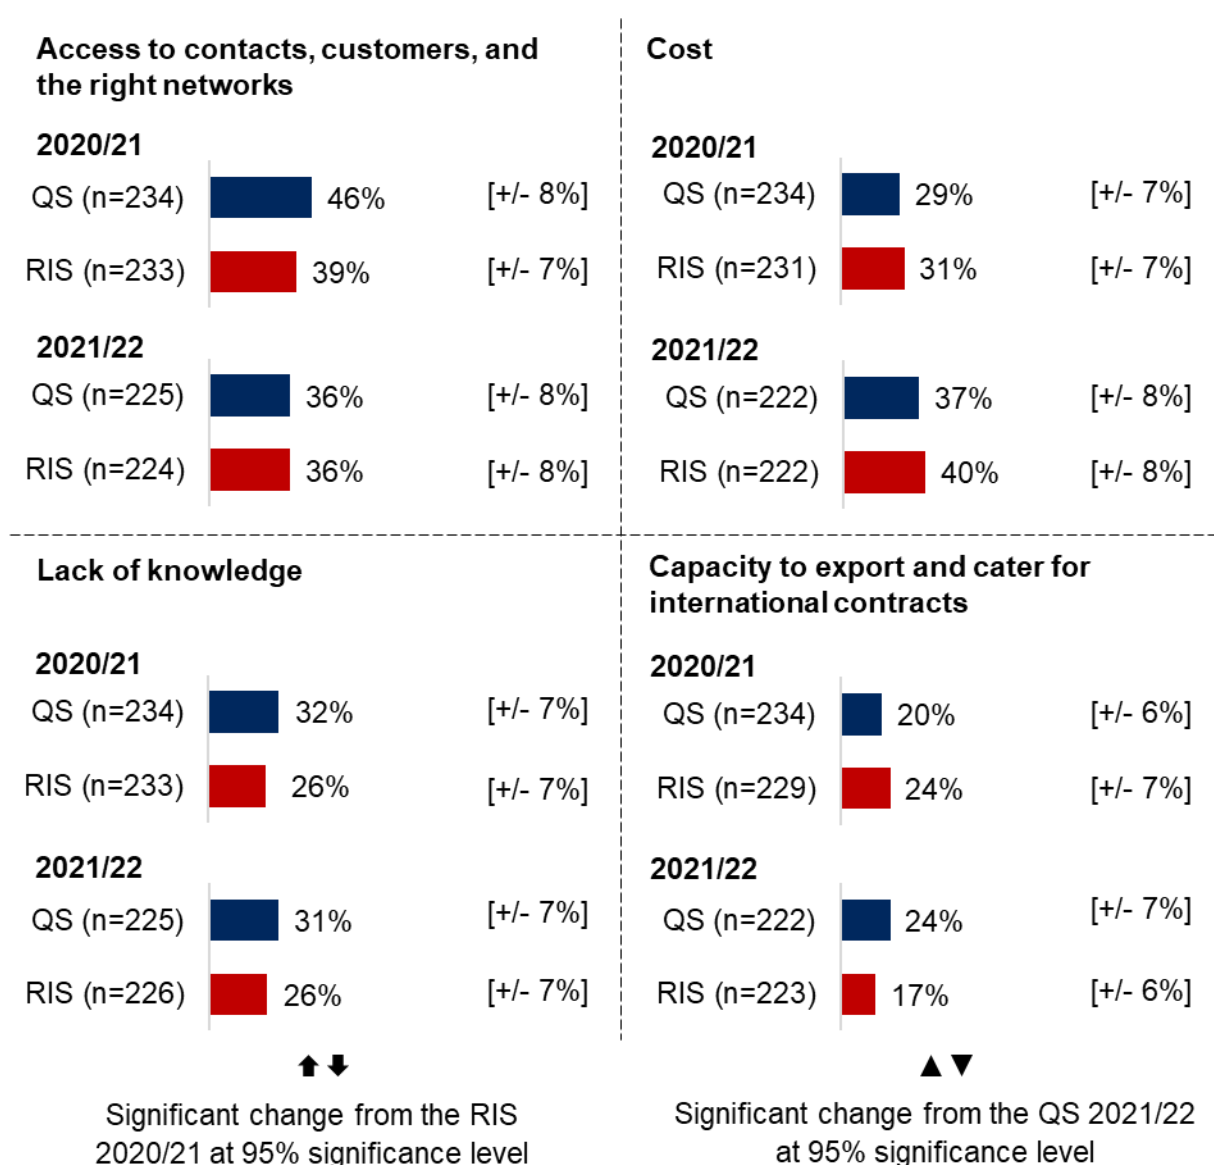 Access to contacts, customers, and
the right networks
2020/21
QS (n=234) 46% [+/- 8%]
RIS (n=233) 39% [+/- 7%]
2021/22
QS (n=225) 36% [+/- 8%]
RIS (n=224) 36% [+/- 8%]
Cost
2020/21
QS (n=234) 29% [+/- 7%]
RIS (n=231) 31% [+/- 7%]
2021/22
QS (n=222) 37% [+/- 8%]
RIS (n=222) 40% [+/- 8%]
Lack of knowledge
2020/21
QS (n=234) 32% [+/- 7%]
RIS (n=233) 26% [+/- 7%]
2021/22
QS (n=225) 31% [+/- 7%]
RIS (n=226) 26% [+/- 7%]
Capacity to export and cater for
international contracts
2020/21
QS (n=234) 20% [+/- 6%]
RIS (n=229) 24% [+/- 7%]
2021/22
QS (n=222) 24% [+/- 7%]
RIS (n=223) 17% [+/- 6%]
Significant change from the RIS
2020/21 at 95% significance level
Significant change from the QS 2021/22
at 95% significance level